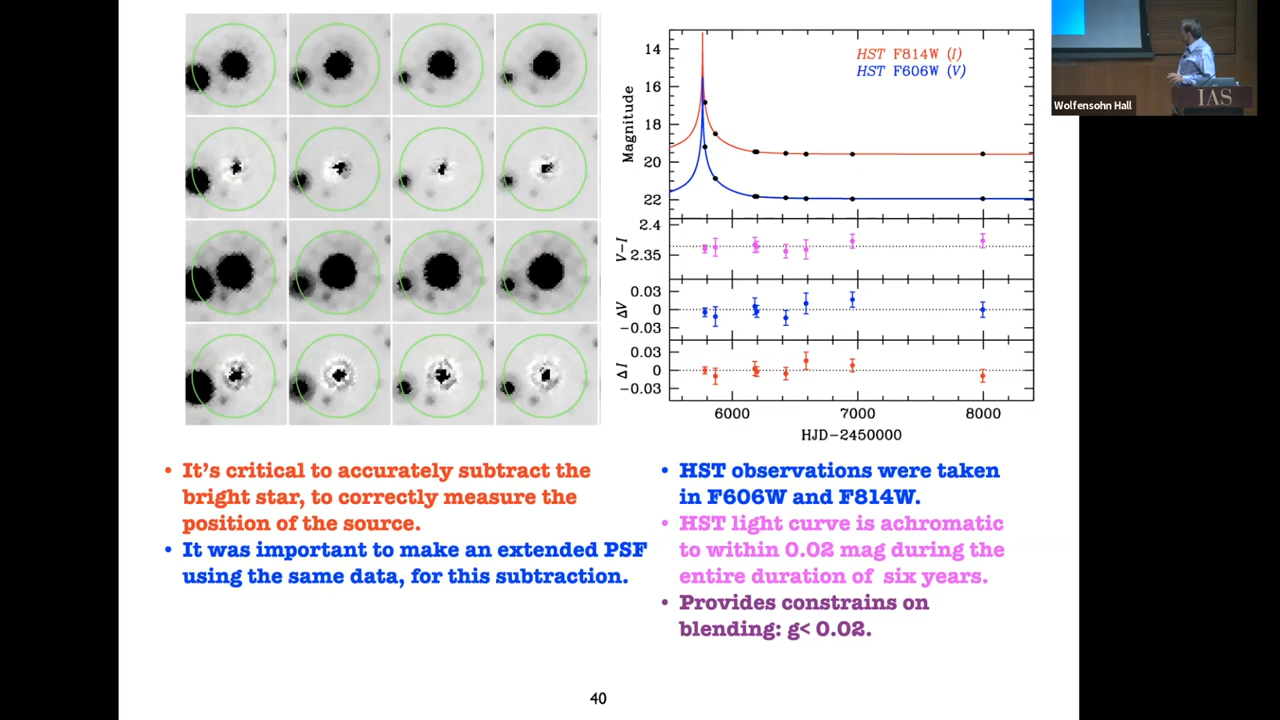 HST F814W (I)
HST F606W (V)
Magnitude
14
16
18
20
22
V−I
2.4
2.35
ΔV
0.03
0
−0.03
ΔI
0.03
0
−0.03
6000 7000 8000
HJD−2450000
Wolfensohn Hall
IAS
• It's critical to accurately subtract the
bright star, to correctly measure the
position of the source.
• It was important to make an extended PSF
using the same data, for this subtraction.
• HST observations were taken
in F606W and F814W.
• HST light curve is achromatic
to within 0.02 mag during the
entire duration of six years.
• Provides constrains on
blending: g< 0.02.
40